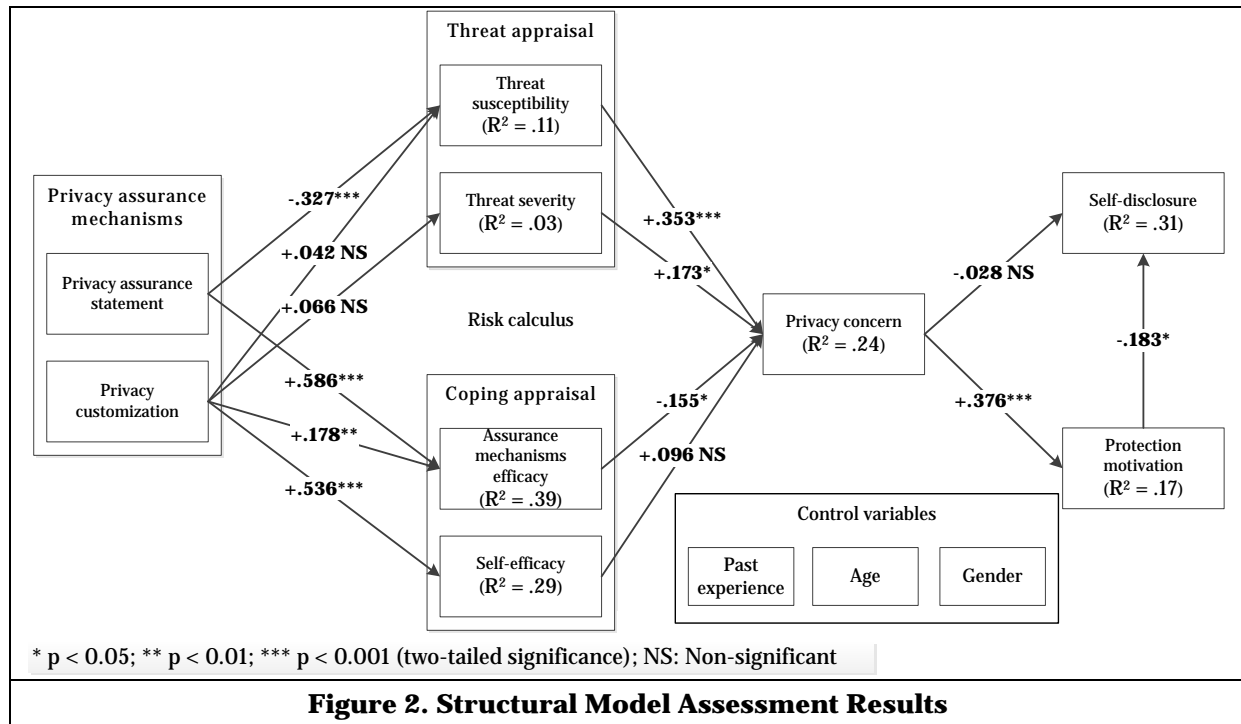 Threat appraisal
Threat
susceptibility
(R² = .11)
Threat severity
(R² = .03)
Privacy assurance
mechanisms
Privacy assurance
statement
Privacy
customization
-.327***
+.042 NS
+.066 NS
+.586***
+.178**
+.536***
Risk calculus
Coping appraisal
Assurance
mechanisms
efficacy
(R² = .39)
Self-efficacy
(R² = .29)
+.353***
+.173*
-.155*
+.096 NS
Privacy concern
(R² = .24)
-.028 NS
+.376***
Self-disclosure
(R² = .31)
-.183*
Protection
motivation
(R² = .17)
Control variables
Past
experience
Age
Gender
* p < 0.05; ** p < 0.01; *** p < 0.001 (two-tailed significance); NS: Non-significant
Figure 2. Structural Model Assessment Results